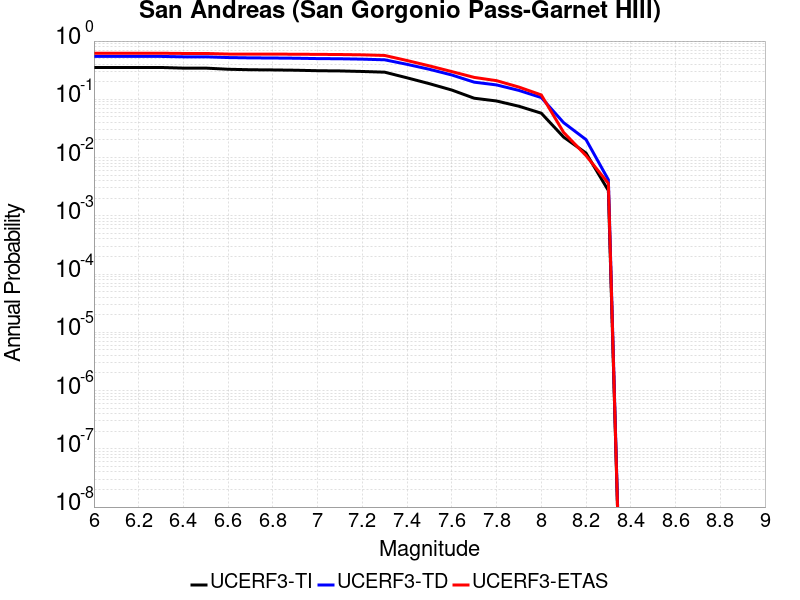 San Andreas (San Gorgonio Pass-Garnet HIll)
Annual Probability
10^0
10^-1
10^-2
10^-3
10^-4
10^-5
10^-6
10^-7
10^-8
6 6.2 6.4 6.6 6.8 7 7.2 7.4 7.6 7.8 8 8.2 8.4 8.6 8.8 9
Magnitude
UCERF3-TI UCERF3-TD UCERF3-ETAS